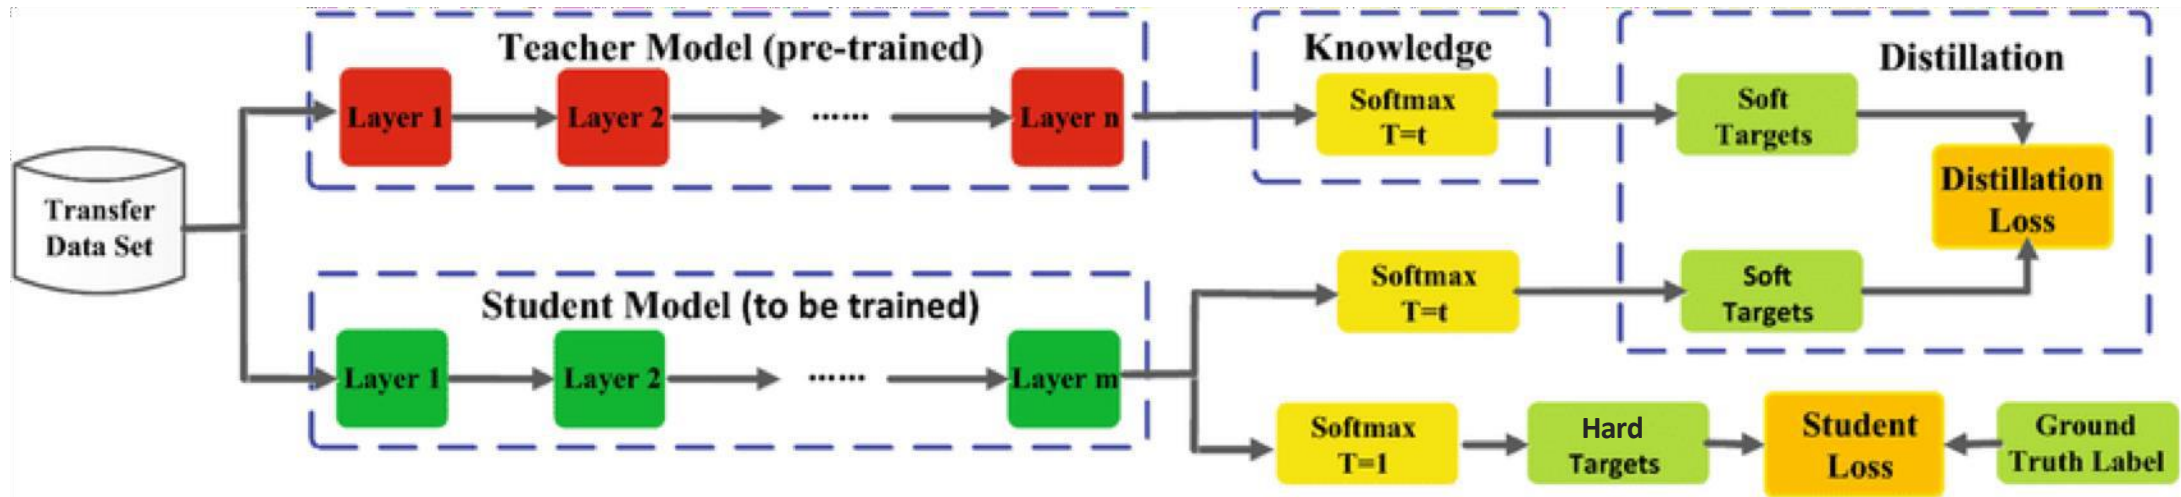 Teacher Model (pre-trained)
Layer 1
Layer 2
......
Layer n
Knowledge
Softmax
T=t
Distillation
Soft
Targets
Distillation
Loss
Transfer
Data Set
Student Model (to be trained)
Layer 1
Layer 2
......
Layer m
Softmax
T=t
Soft
Targets
Softmax
T=1
Hard
Targets
Student
Loss
Ground
Truth Label